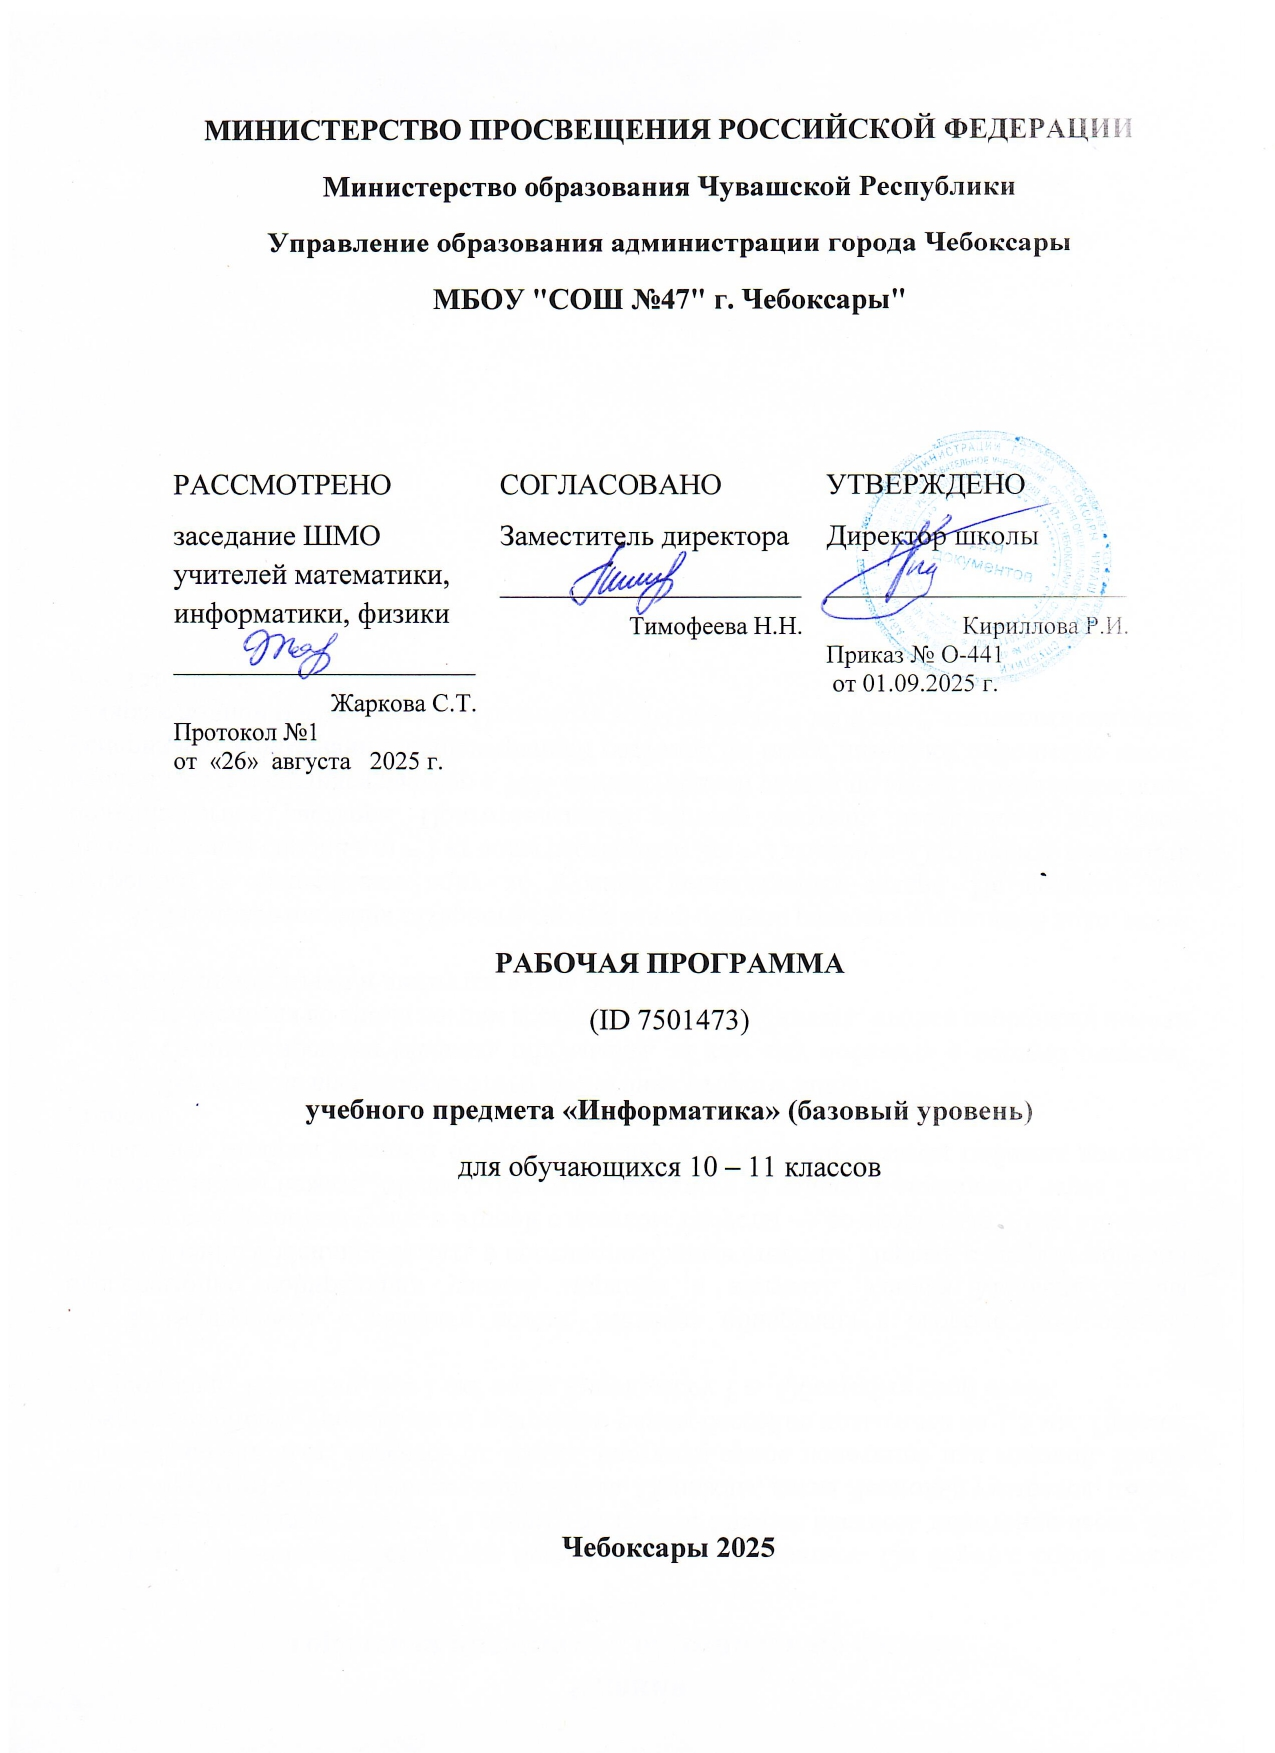 МИНИСТЕРСТВО ПРОСВЕЩЕНИЯ РОССИЙСКОЙ ФЕДЕРАЦИИ
Министерство образования Чувашской Республики
Управление образования администрации города Чебоксары
МБОУ "СОШ №47" г. Чебоксары"
РАССМОТРЕНО
заседание ШМО
учителей математики,
информатики, физики
Жаркова С.Т.
Протокол №1
от «26» августа 2025 г.
СОГЛАСОВАНО
Заместитель директора
Тимофеева Н.Н.
УТВЕРЖДЕНО
Директор школы
Кириллова Р.И.
Приказ № О-441
от 01.09.2025 г.
для
документов
РАБОЧАЯ ПРОГРАММА
(ID 7501473)
учебного предмета «Информатика» (базовый уровень)
для обучающихся 10 – 11 классов
Чебоксары 2025